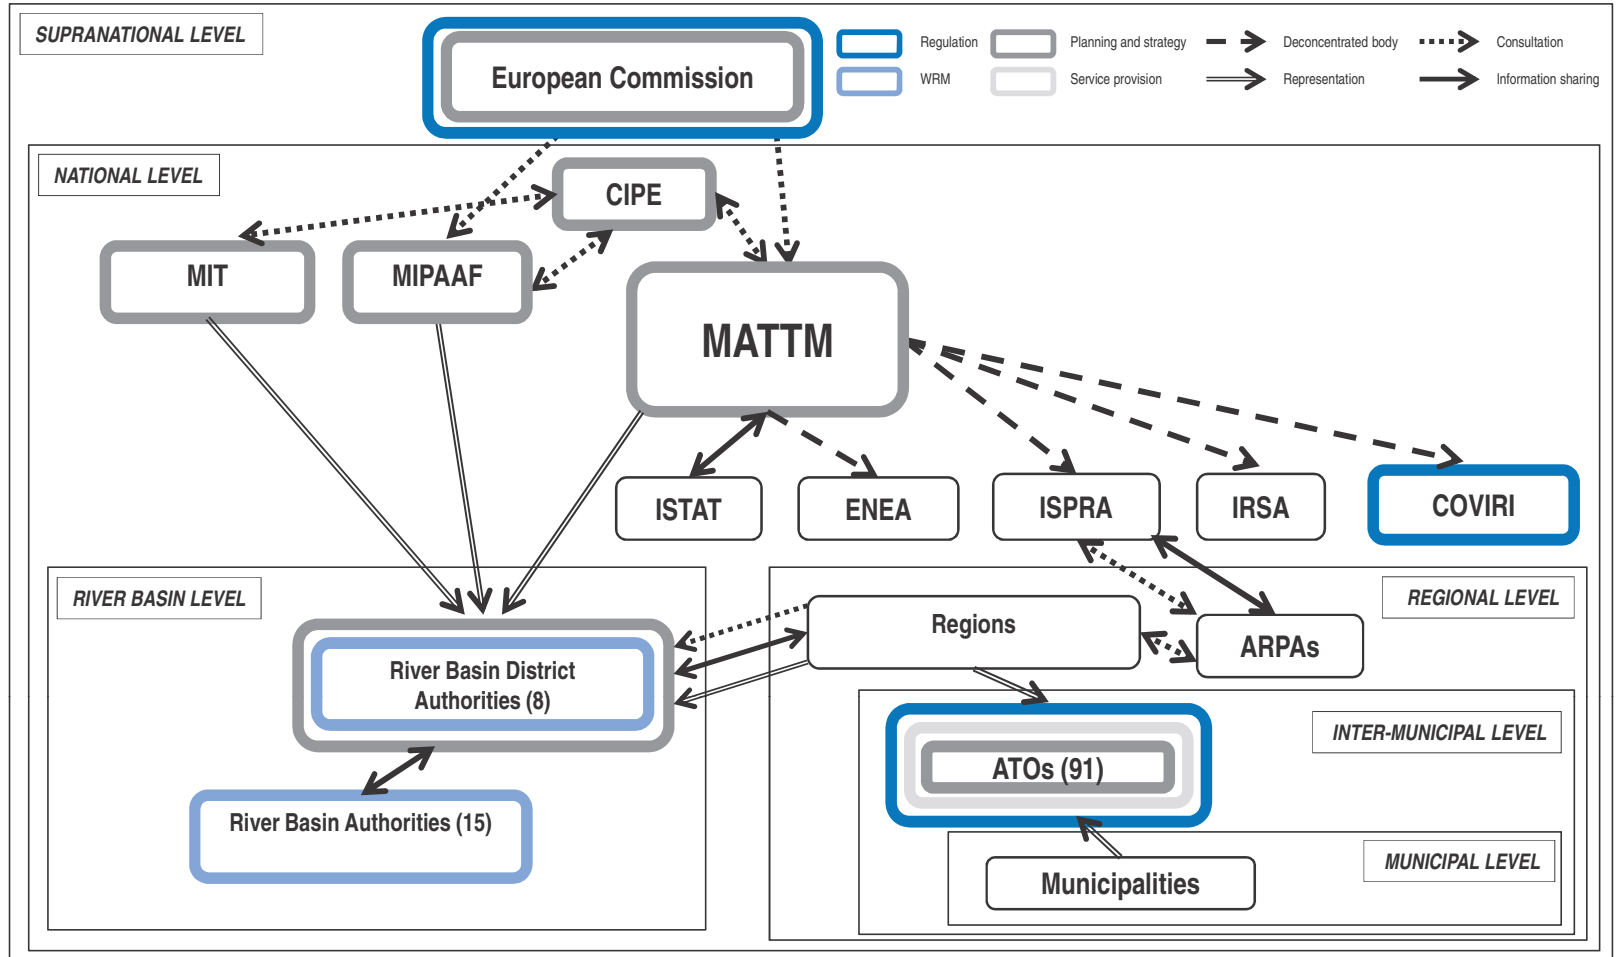 SUPRANATIONAL LEVEL
European Commission
Regulation
Planning and strategy
Deconcentrated body
Consultation
WRM
Service provision
Representation
Information sharing
NATIONAL LEVEL
CIPE
MIT
MIPAAF
MATTM
ISTAT
ENEA
ISPRA
IRSA
COVIRI
RIVER BASIN LEVEL
REGIONAL LEVEL
Regions
ARPAs
River Basin District
Authorities (8)
INTER-MUNICIPAL LEVEL
ATOs (91)
River Basin Authorities (15)
MUNICIPAL LEVEL
Municipalities